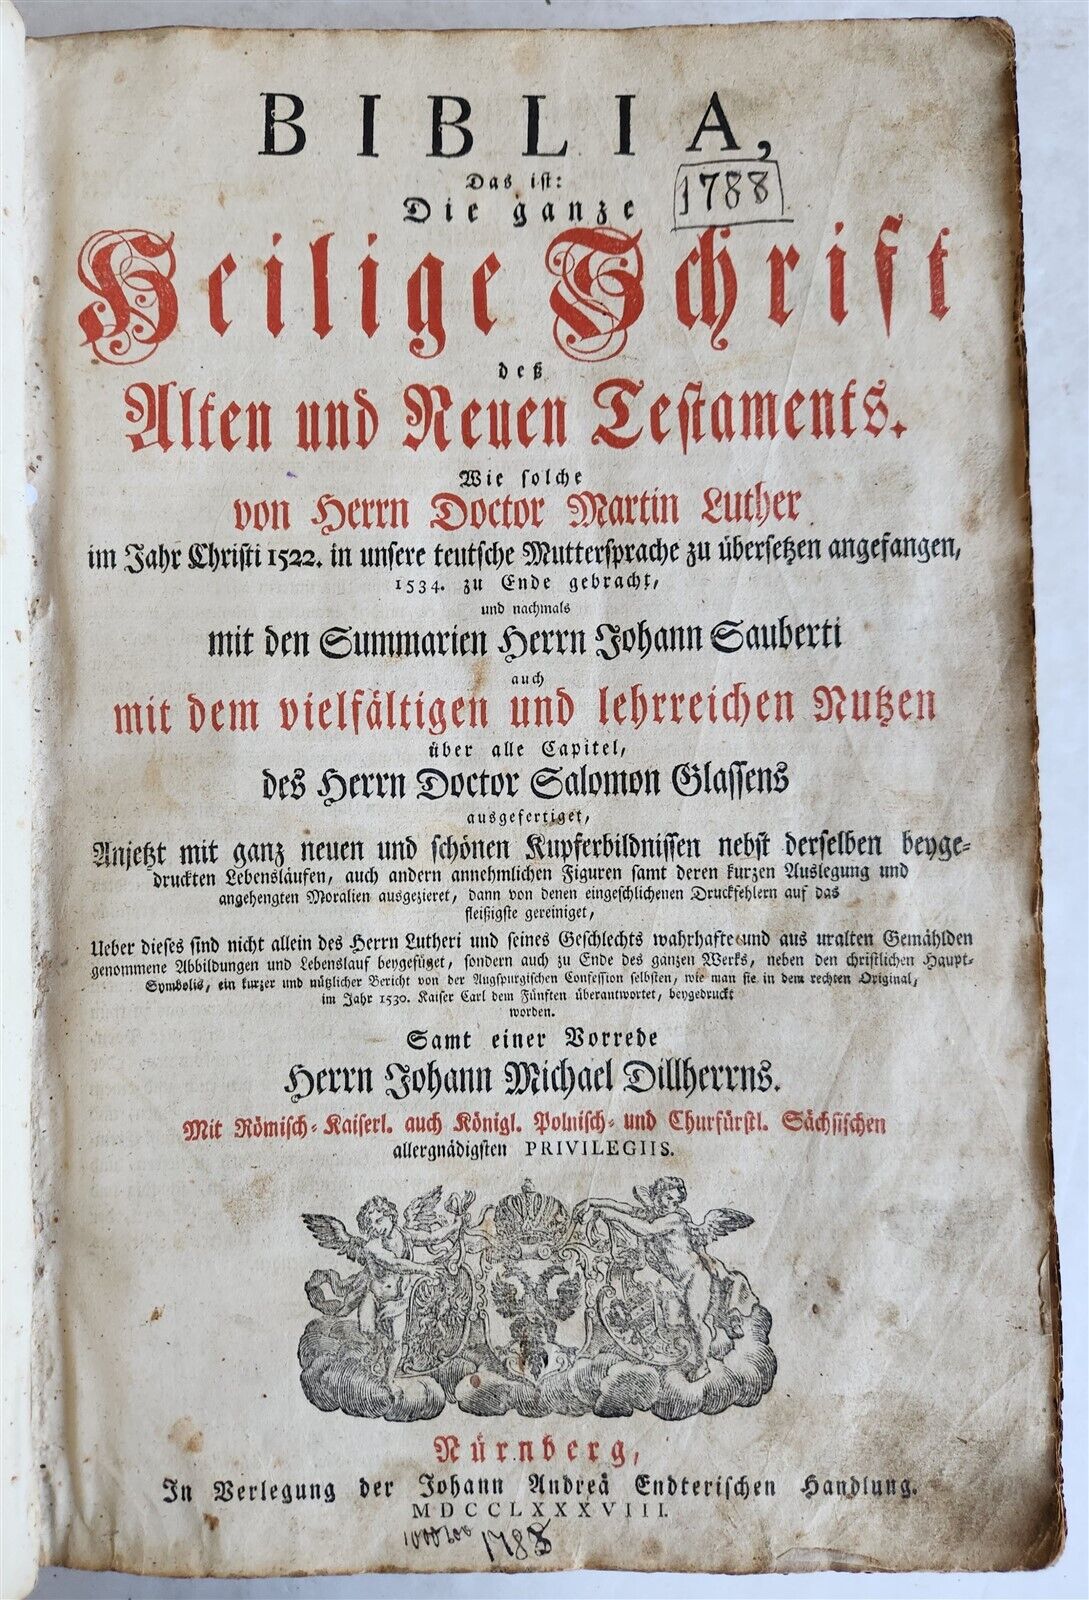 BIBLIA,
Das ist:
1788
Die ganze
Heilige Schrift
deß
Alten und Neuen Testaments.
Wie solche
von Herrn Doctor Martin Luther
im Jahr Christi 1522. in unsere teutsche Muttersprache zu übersetzen angefangen,
1534. zu Ende gebracht,
und nachmals
mit den Summarien Herrn Johann Sauberti
auch
mit dem vielfältigen und lehrreichen Nutzen
über alle Capitel,
des Herrn Doctor Salomon Glassens
ausgefertiget,
Anjetzt mit ganz neuen und schönen Kupferbildnissen nebst derselben beyge-
druckten Lebensläufen, auch andern annehmlichen Figuren samt deren kurzen Auslegung und
angehengten Moralien ausgezieret, dann von denen eingeschlichenen Druckfehlern auf das
fleißigste gereiniget,
Ueber dieses sind nicht allein des Herrn Lutheri und seines Geschlechts wahrhafte und aus uralten Gemählden
genommene Abbildungen und Lebenslauf beygefüget, sondern auch zu Ende des ganzen Werks, neben den christlichen Haupt-
Symbolis, ein kurzer und nützlicher Bericht von der Augspurgischen Confession selbsten, wie man sie in dem rechten Original,
im Jahr 1530. Kaiser Carl dem Fünften überantwortet, beygedruckt
worden.
Samt einer Vorrede
Herrn Johann Michael Dillherrns.
Mit Römisch-Kaiserl. auch Königl. Polnisch- und Churfürstl. Sächsischen
allergnädigsten PRIVILEGIIS.
Nürnberg,
In Verlegung der Johann Andreä Endterischen Handlung.
MDCCLXXXVIII.
1788